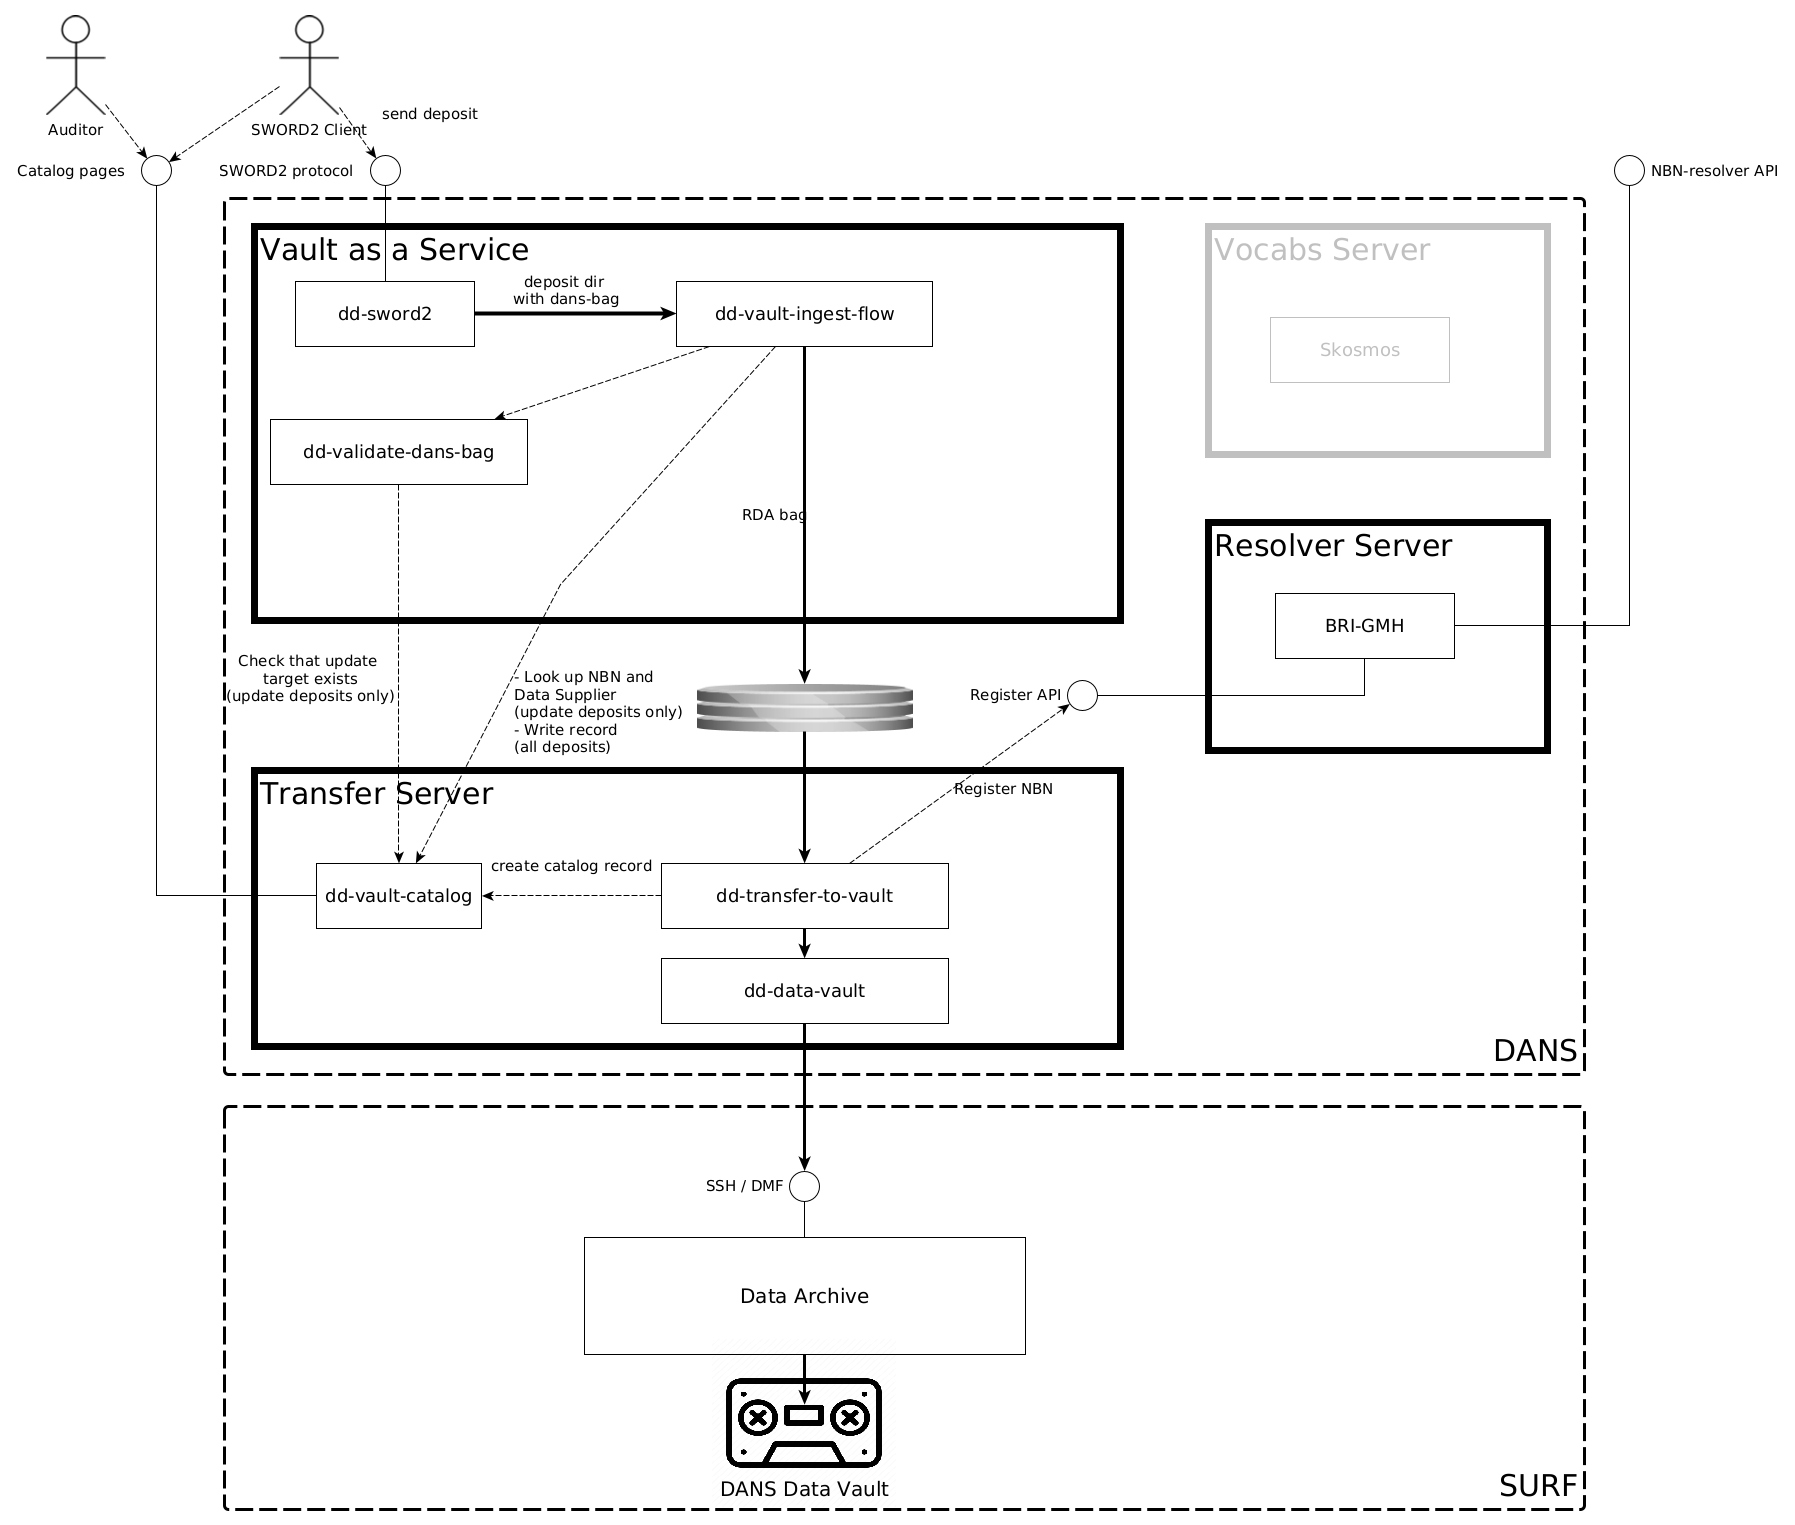 send deposit
Auditor
SWORD2 Client
Catalog pages
SWORD2 protocol
NBN-resolver API
Vault as a Service
Vocabs Server
deposit dir
with dans-bag
dd-sword2
dd-vault-ingest-flow
Skosmos
dd-validate-dans-bag
RDA bag
Resolver Server
BRI-GMH
Check that update
target exists
(update deposits only)
- Look up NBN and
Data Supplier
(update deposits only)
- Write record
(all deposits)
Register API
Register NBN
Transfer Server
create catalog record
dd-vault-catalog
dd-transfer-to-vault
dd-data-vault
DANS
SSH / DMF
Data Archive
DANS Data Vault
SURF